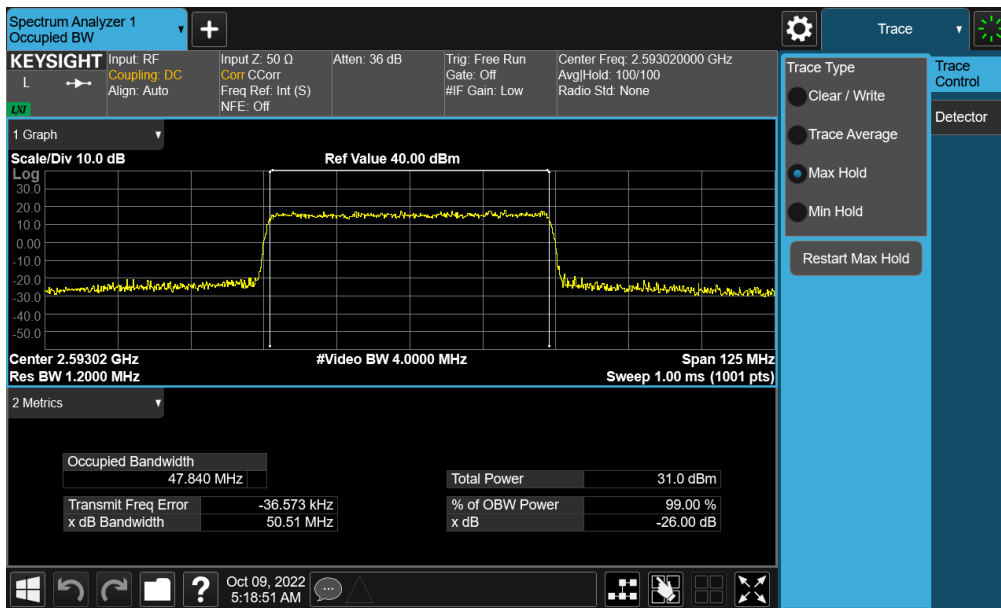 Spectrum Analyzer 1
Occupied BW
+
Trace
KEYSIGHT
L
LXI
Input: RF
Coupling: DC
Align: Auto
Input Z: 50 Ω
Corr CCorr
Freq Ref: Int (S)
NFE: Off
Atten: 36 dB
Trig: Free Run
Gate: Off
#IF Gain: Low
Center Freq: 2.593020000 GHz
Avg|Hold: 100/100
Radio Std: None
1 Graph
Scale/Div 10.0 dB
Ref Value 40.00 dBm
Log
30.0
20.0
10.0
0.00
-10.0
-20.0
-30.0
-40.0
-50.0
Center 2.59302 GHz
#Video BW 4.0000 MHz
Span 125 MHz
Res BW 1.2000 MHz
Sweep 1.00 ms (1001 pts)
2 Metrics
Occupied Bandwidth
47.840 MHz
Total Power 31.0 dBm
Transmit Freq Error -36.573 kHz
% of OBW Power 99.00 %
x dB Bandwidth 50.51 MHz
x dB -26.00 dB
Trace Type
Clear / Write
Trace Average
Max Hold
Min Hold
Restart Max Hold
Trace
Control
Detector
?
Oct 09, 2022
5:18:51 AM